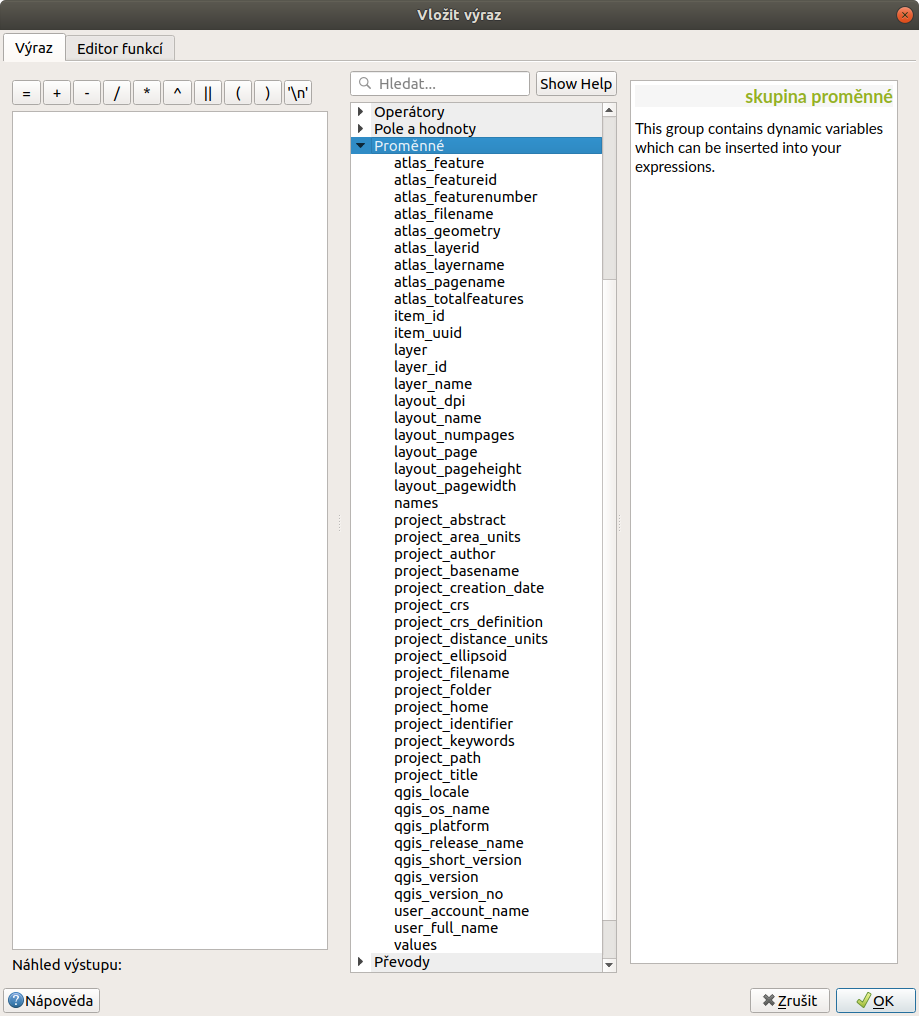 Vložit výraz
Výraz
Editor funkcí
= + - / * ^ || ( ) '\n'
Hledat...
Show Help
Operátory
Pole a hodnoty
Proměnné
atlas_feature
atlas_featureid
atlas_featurenumber
atlas_filename
atlas_geometry
atlas_layerid
atlas_layername
atlas_pagename
atlas_totalfeatures
item_id
item_uuid
layer
layer_id
layer_name
layout_dpi
layout_name
layout_numpages
layout_page
layout_pageheight
layout_pagewidth
names
project_abstract
project_area_units
project_author
project_basename
project_creation_date
project_crs
project_crs_definition
project_distance_units
project_ellipsoid
project_filename
project_folder
project_home
project_identifier
project_keywords
project_path
project_title
qgis_locale
qgis_os_name
qgis_platform
qgis_release_name
qgis_short_version
qgis_version
qgis_version_no
user_account_name
user_full_name
values
Převody
skupina proměnné
This group contains dynamic variables
which can be inserted into your
expressions.
Náhled výstupu:
Nápověda
Zrušit
OK